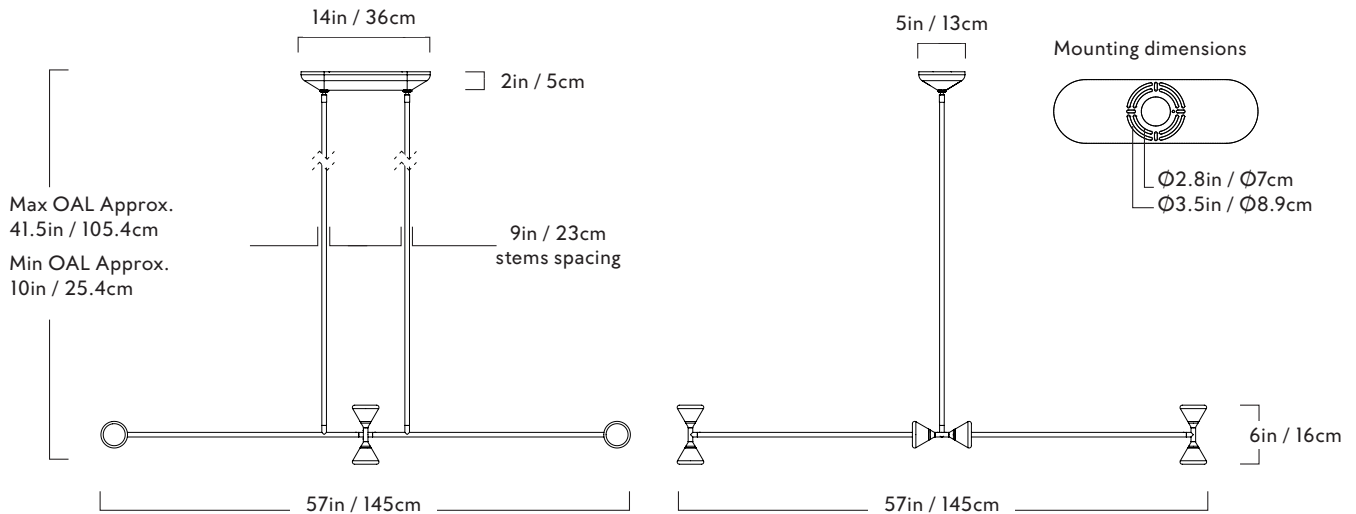 14in / 36cm
2in / 5cm
Max OAL Approx.
41.5in / 105.4cm
Min OAL Approx.
10in / 25.4cm
9in / 23cm
stems spacing
57in / 145cm
5in / 13cm
Mounting dimensions
Ø2.8in / Ø7cm
Ø3.5in / Ø8.9cm
6in / 16cm
57in / 145cm